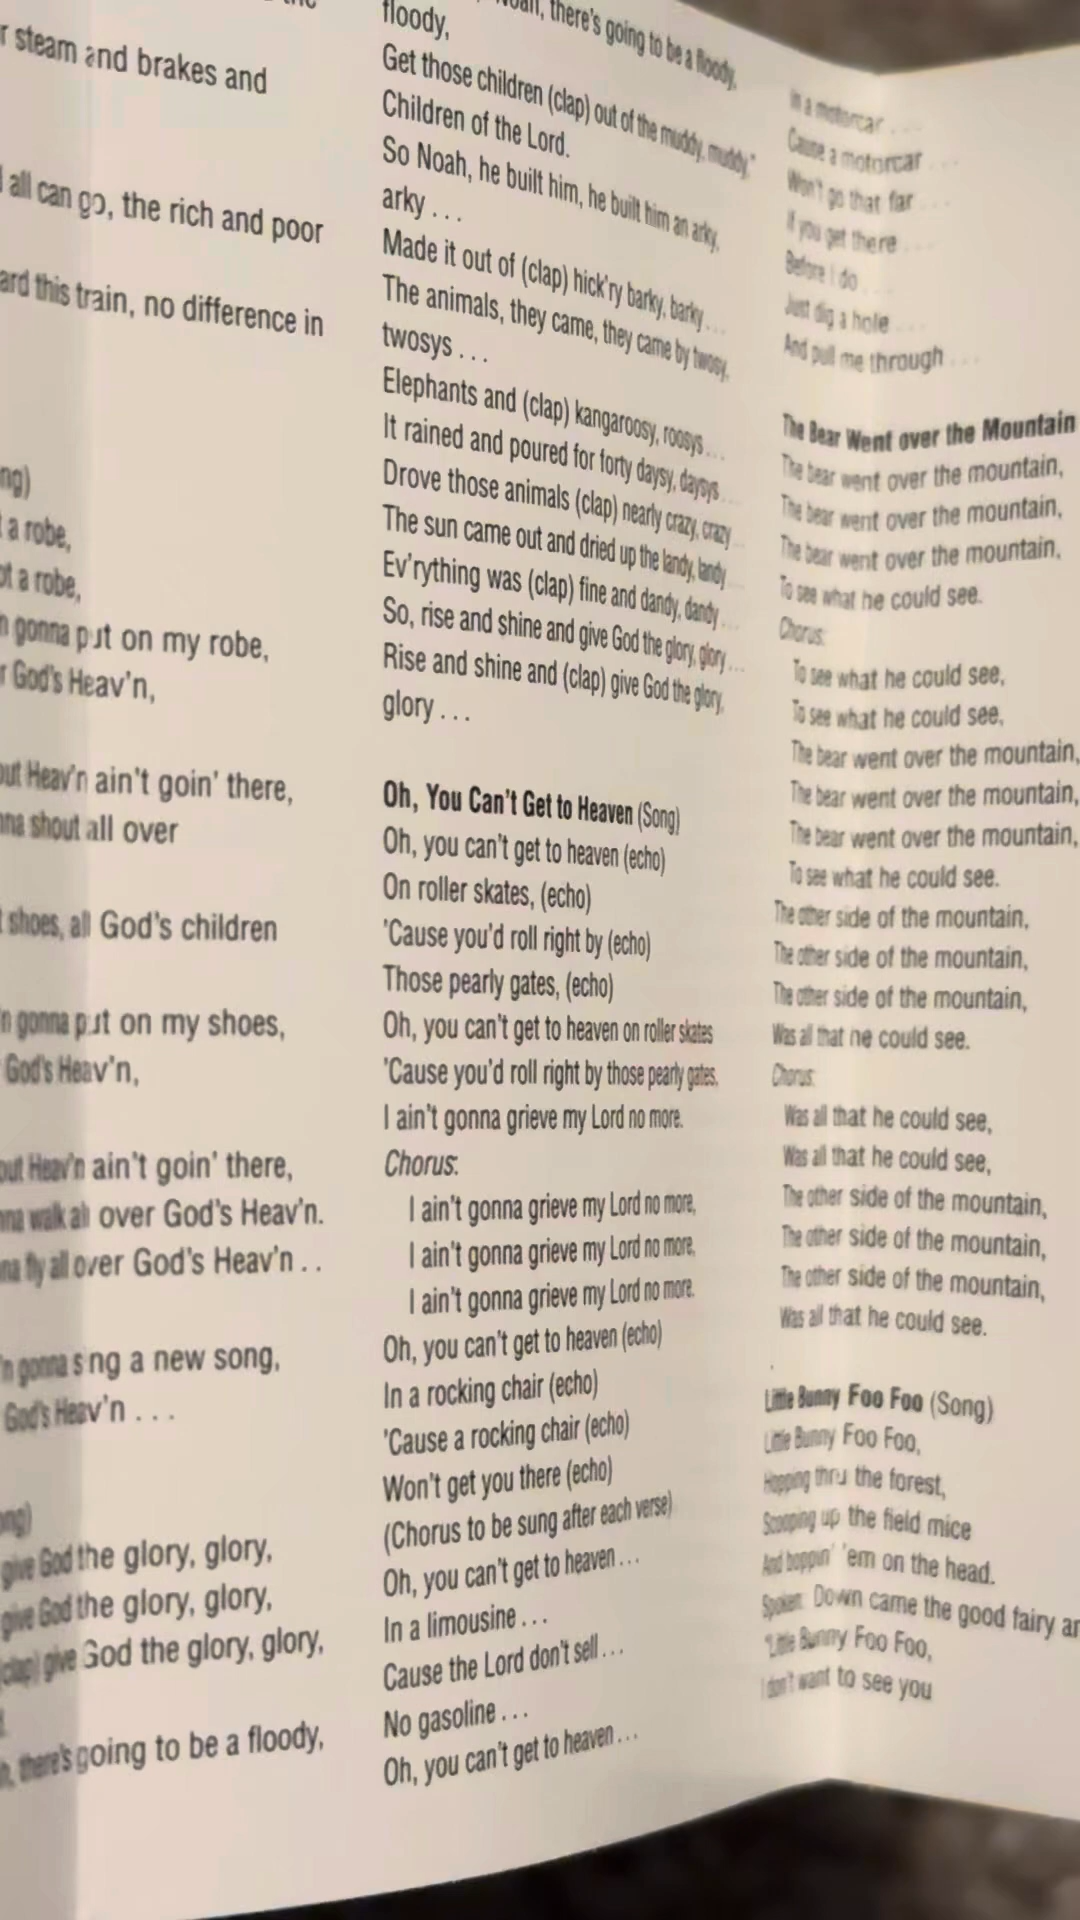 r steam and brakes and
all can go, the rich and poor
ard this train, no difference in
ng)
a robe,
ot a robe,
n gonna put on my robe,
r God's Heav'n,
out Heav'n ain't goin' there,
nna shout all over
shoes, all God's children
n gonna put on my shoes,
God's Heav'n,
out Heav'n ain't goin' there,
nna walk all over God's Heav'n.
nna fly all over God's Heav'n . .
'n gonna sing a new song,
God's Heav'n . . .
ong)
give God the glory, glory,
give God the glory, glory,
(clap) give God the glory, glory,
h, there's going to be a floody,
Noah, there's going to be a floody,
floody,
Get those children (clap) out of the muddy, muddy,"
Children of the Lord.
So Noah, he built him, he built him an arky,
arky . . .
Made it out of (clap) hick'ry barky, barky . . .
The animals, they came, they came by twosy,
twosys . . .
Elephants and (clap) kangaroosy, roosys . . .
It rained and poured for forty daysy, daysys . . .
Drove those animals (clap) nearly crazy, crazy . . .
The sun came out and dried up the landy, landy . . .
Ev'rything was (clap) fine and dandy, dandy . . .
So, rise and shine and give God the glory, glory . . .
Rise and shine and (clap) give God the glory,
glory . . .
Oh, You Can't Get to Heaven (Song)
Oh, you can't get to heaven (echo)
On roller skates, (echo)
'Cause you'd roll right by (echo)
Those pearly gates, (echo)
Oh, you can't get to heaven on roller skates
'Cause you'd roll right by those pearly gates.
I ain't gonna grieve my Lord no more.
Chorus:
I ain't gonna grieve my Lord no more,
I ain't gonna grieve my Lord no more,
I ain't gonna grieve my Lord no more.
Oh, you can't get to heaven (echo)
In a rocking chair (echo)
'Cause a rocking chair (echo)
Won't get you there (echo)
(Chorus to be sung after each verse)
Oh, you can't get to heaven . . .
In a limousine . . .
Cause the Lord don't sell . . .
No gasoline . . .
Oh, you can't get to heaven . . .
In a motorcar . . .
Cause a motorcar . . .
Won't go that far . . .
If you get there . . .
Before I do . . .
Just dig a hole . . .
And pull me through . . .
The Bear Went over the Mountain
The bear went over the mountain,
The bear went over the mountain,
The bear went over the mountain,
To see what he could see.
Chorus:
To see what he could see,
To see what he could see,
The bear went over the mountain,
The bear went over the mountain,
The bear went over the mountain,
To see what he could see.
The other side of the mountain,
The other side of the mountain,
The other side of the mountain,
Was all that he could see.
Chorus:
Was all that he could see,
Was all that he could see,
The other side of the mountain,
The other side of the mountain,
The other side of the mountain,
Was all that he could see.
Little Bunny Foo Foo (Song)
Little Bunny Foo Foo,
Hopping thru the forest,
Scooping up the field mice
And boppin' 'em on the head.
Spoken: Down came the good fairy an
"Little Bunny Foo Foo,
I don't want to see you